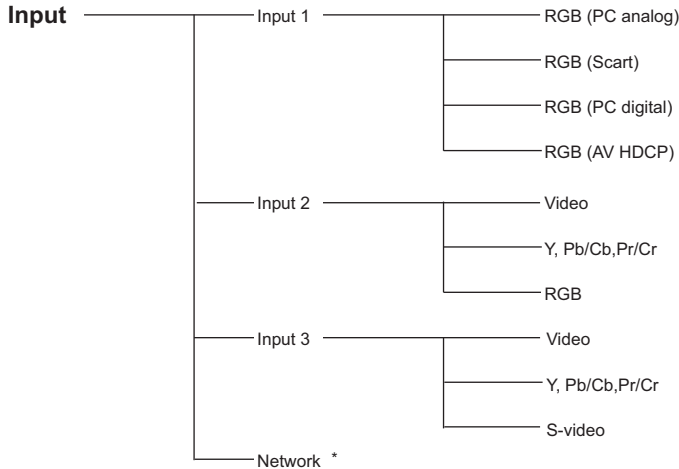 Input
Input 1
RGB (PC analog)
RGB (Scart)
RGB (PC digital)
RGB (AV HDCP)
Input 2
Video
Y, Pb/Cb,Pr/Cr
RGB
Input 3
Video
Y, Pb/Cb,Pr/Cr
S-video
Network *